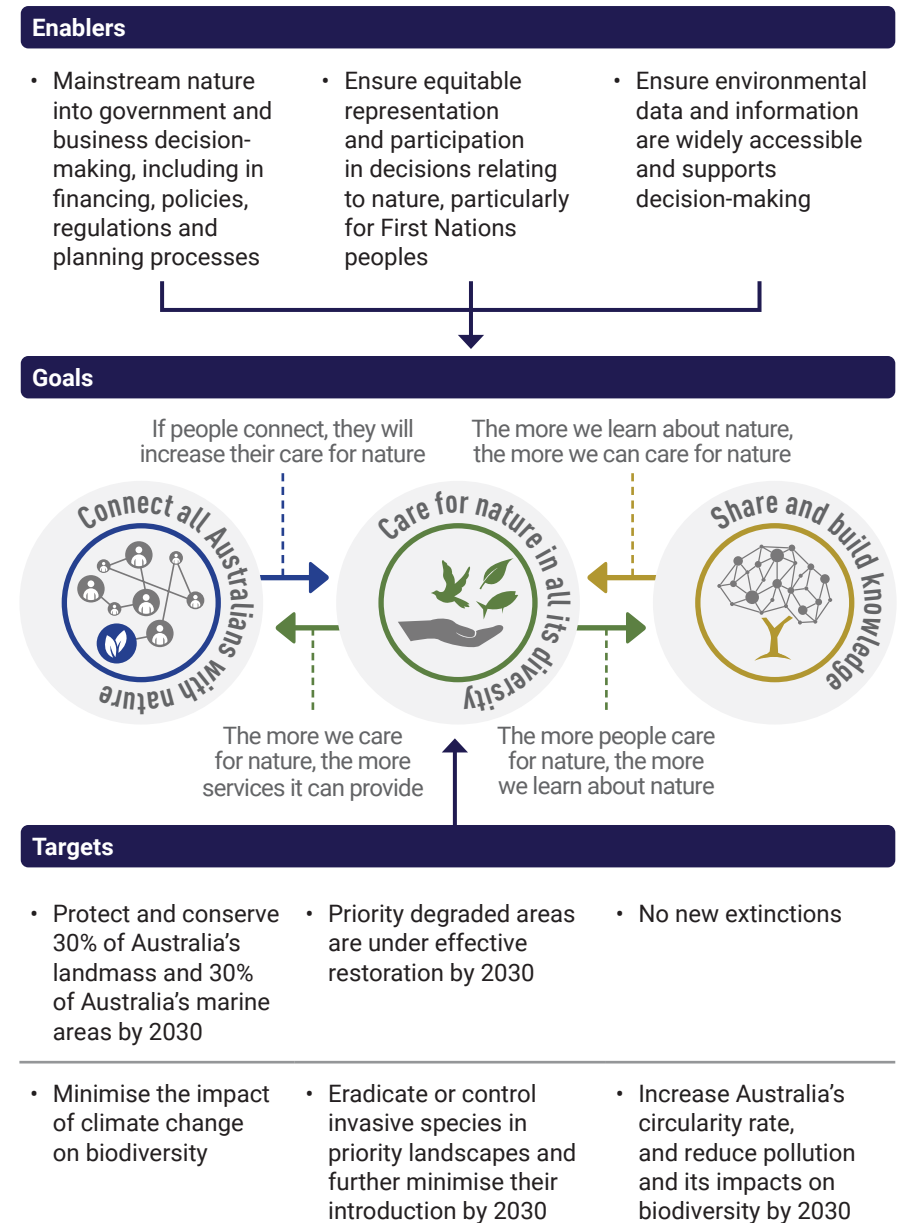 Enablers
• Mainstream nature
into government and
business decision-
making, including in
financing, policies,
regulations and
planning processes
• Ensure equitable
representation
and participation
in decisions relating
to nature, particularly
for First Nations
peoples
• Ensure environmental
data and information
are widely accessible
and supports
decision-making
Goals
If people connect, they will
increase their care for nature
The more we learn about nature,
the more we can care for nature
Connect all Australians with nature
Care for nature in all its diversity
Share and build knowledge
The more we care
for nature, the more
services it can provide
The more people care
for nature, the more
we learn about nature
Targets
• Protect and conserve
30% of Australia’s
landmass and 30%
of Australia’s marine
areas by 2030
• Priority degraded areas
are under effective
restoration by 2030
• No new extinctions
• Minimise the impact
of climate change
on biodiversity
• Eradicate or control
invasive species in
priority landscapes and
further minimise their
introduction by 2030
• Increase Australia’s
circularity rate,
and reduce pollution
and its impacts on
biodiversity by 2030